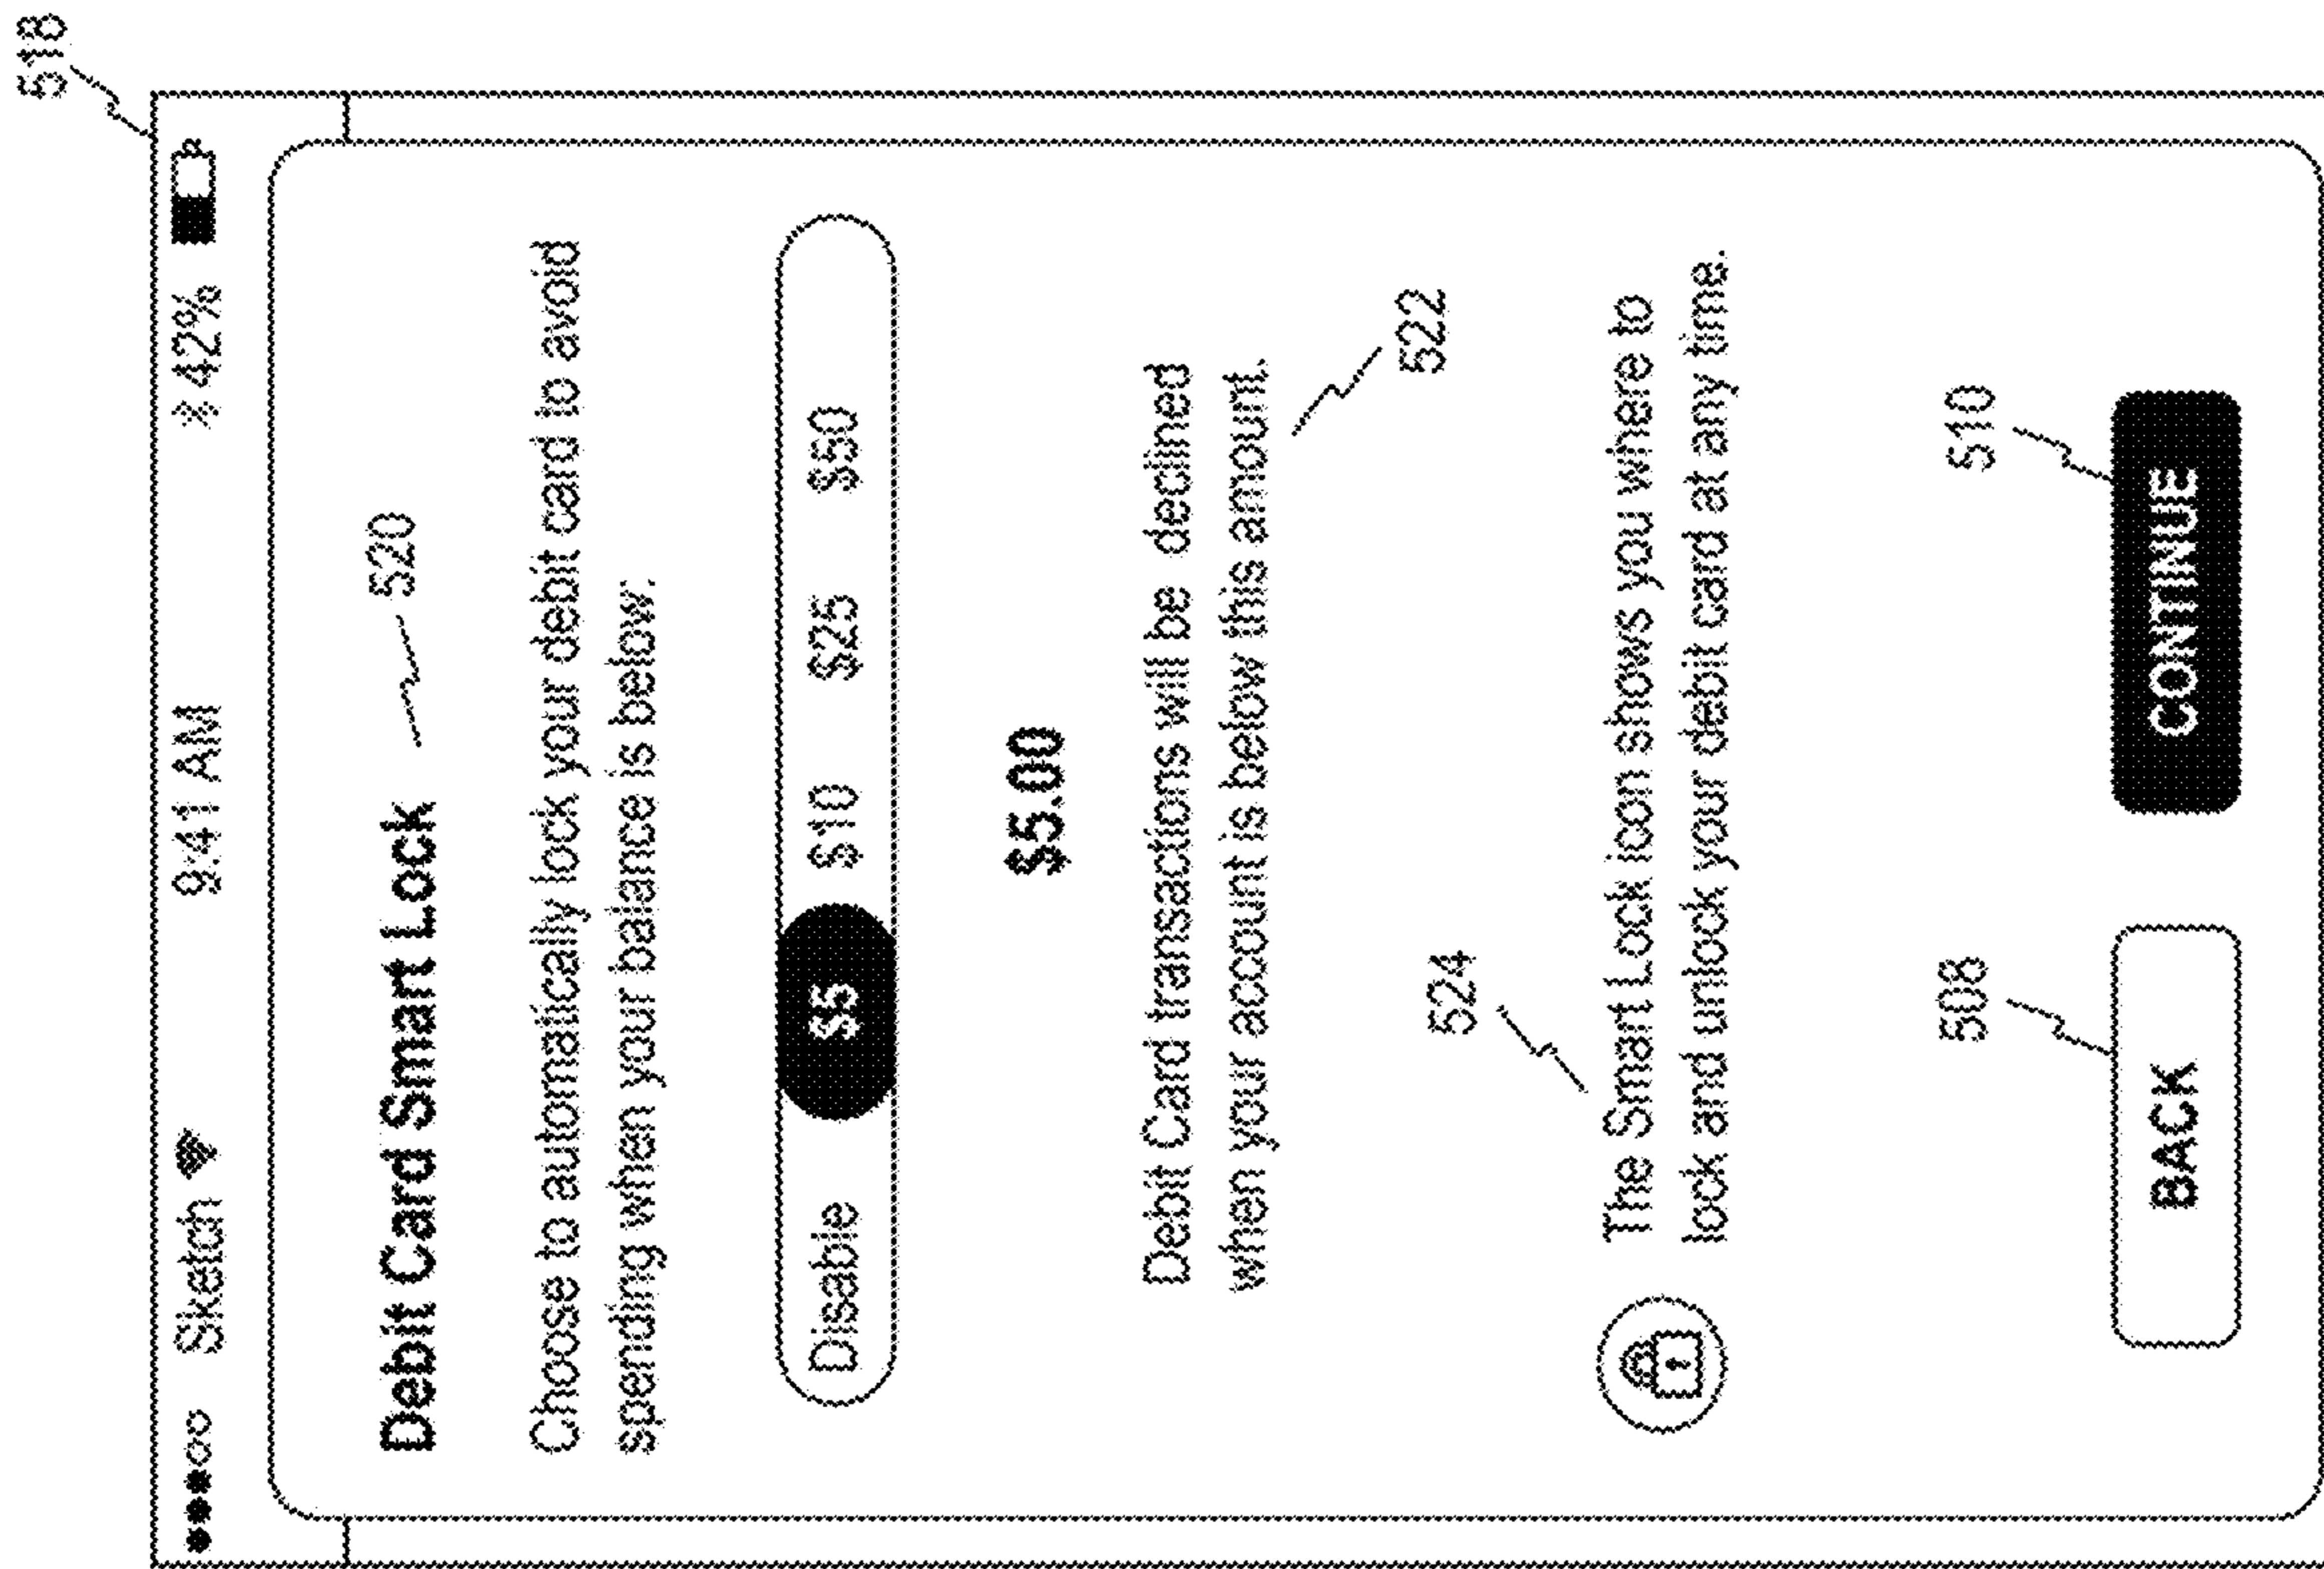 518
Sketch 9:41 AM 42%
Debit Card Smart Lock 520
Choose to automatically lock your debit card to avoid
spending when your balance is below.
Disable $5 $10 $25 $50
$5.00
Debit Card transactions will be declined
when your account is below this amount.
522
524
The Smart Lock icon shows you where to
lock and unlock your debit card at any time.
508 510
BACK CONTINUE